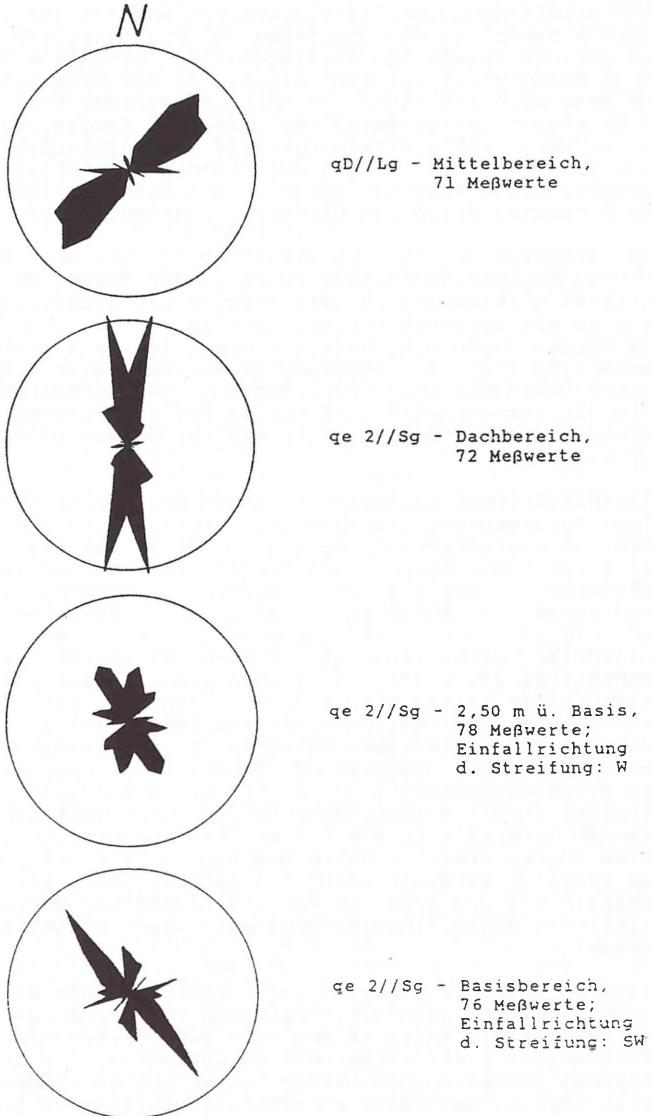 N
qD//Lg - Mittelbereich,
71 Meßwerte
qe 2//Sg - Dachbereich,
72 Meßwerte
qe 2//Sg - 2,50 m ü. Basis,
78 Meßwerte;
Einfallrichtung
d. Streifung: W
qe 2//Sg - Basisbereich,
76 Meßwerte;
Einfallrichtung
d. Streifung: SW